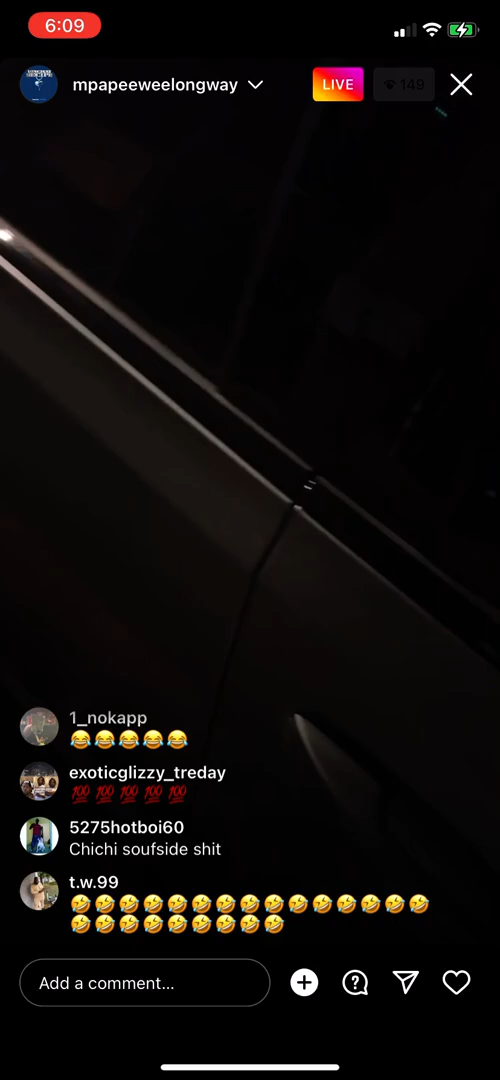 6:09
mpapeeweelongway
LIVE
149
1_nokapp
😂😂😂😂😂
exoticglizzy_treday
💯💯💯💯💯
5275hotboi60
Chichi soufside shit
t.w.99
🤣🤣🤣🤣🤣🤣🤣🤣🤣🤣🤣🤣🤣🤣🤣
🤣🤣🤣🤣🤣🤣🤣🤣🤣
Add a comment...